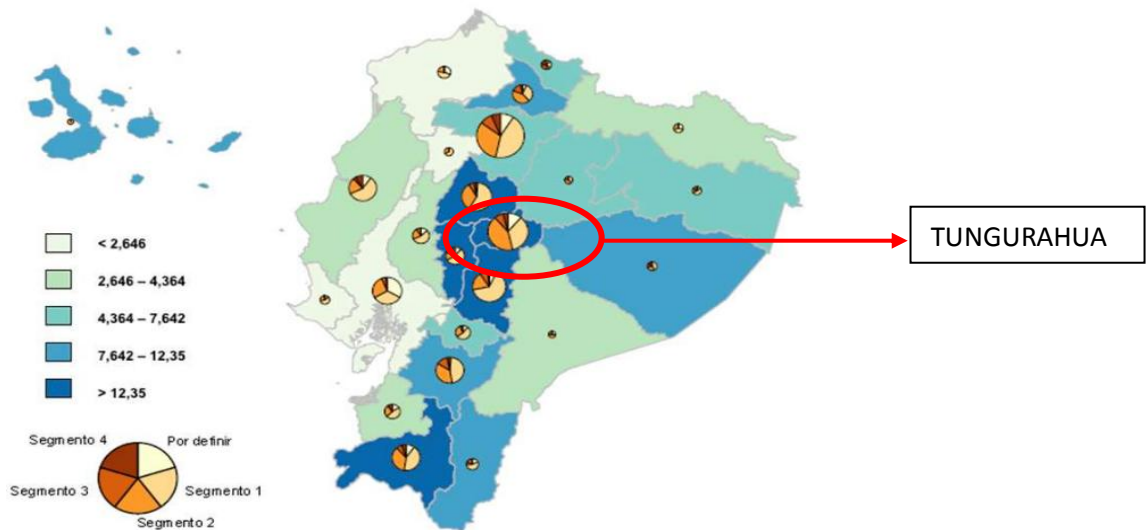 TUNGURAHUA
< 2,646
2,646 – 4,364
4,364 – 7,642
7,642 – 12,35
> 12,35
Segmento 4
Por definir
Segmento 3
Segmento 1
Segmento 2